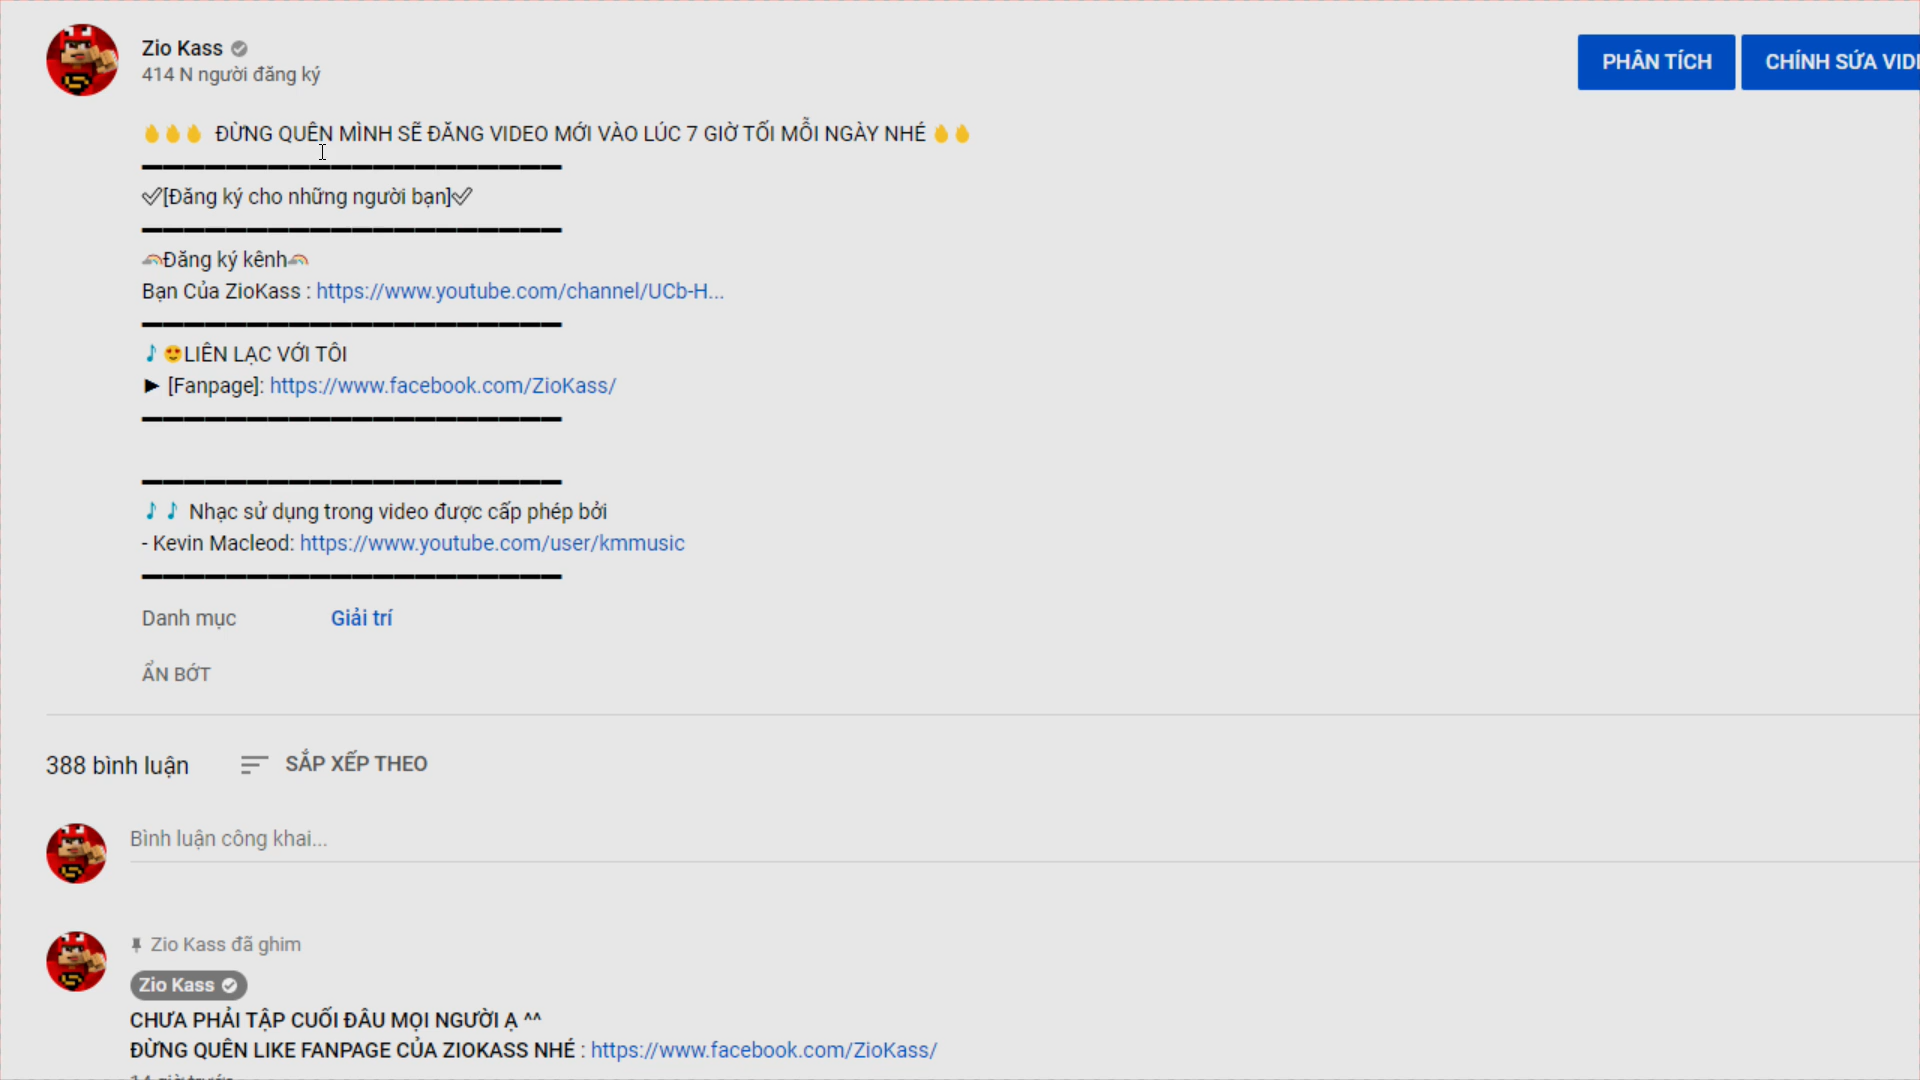 Zio Kass
414 N người đăng ký
PHÂN TÍCH
CHỈNH SỬA VID
🔥🔥🔥 ĐỪNG QUÊN MÌNH SẼ ĐĂNG VIDEO MỚI VÀO LÚC 7 GIỜ TỐI MỖI NGÀY NHÉ 🔥🔥
▬▬▬▬▬▬▬▬▬▬▬▬▬▬▬▬▬▬▬▬
✅[Đăng ký cho những người bạn]✅
▬▬▬▬▬▬▬▬▬▬▬▬▬▬▬▬▬▬▬▬
🌈Đăng ký kênh🌈
Bạn Của ZioKass : https://www.youtube.com/channel/UCb-H...
▬▬▬▬▬▬▬▬▬▬▬▬▬▬▬▬▬▬▬▬
🎵😍LIÊN LẠC VỚI TÔI
► [Fanpage]: https://www.facebook.com/ZioKass/
▬▬▬▬▬▬▬▬▬▬▬▬▬▬▬▬▬▬▬▬
▬▬▬▬▬▬▬▬▬▬▬▬▬▬▬▬▬▬▬▬
🎵🎵 Nhạc sử dụng trong video được cấp phép bởi
- Kevin Macleod: https://www.youtube.com/user/kmmusic
▬▬▬▬▬▬▬▬▬▬▬▬▬▬▬▬▬▬▬▬
Danh mục
Giải trí
ẨN BỚT
388 bình luận
SẮP XẾP THEO
Bình luận công khai...
Zio Kass đã ghim
Zio Kass
CHƯA PHẢI TẬP CUỐI ĐÂU MỌI NGƯỜI Ạ ^^
ĐỪNG QUÊN LIKE FANPAGE CỦA ZIOKASS NHÉ : https://www.facebook.com/ZioKass/